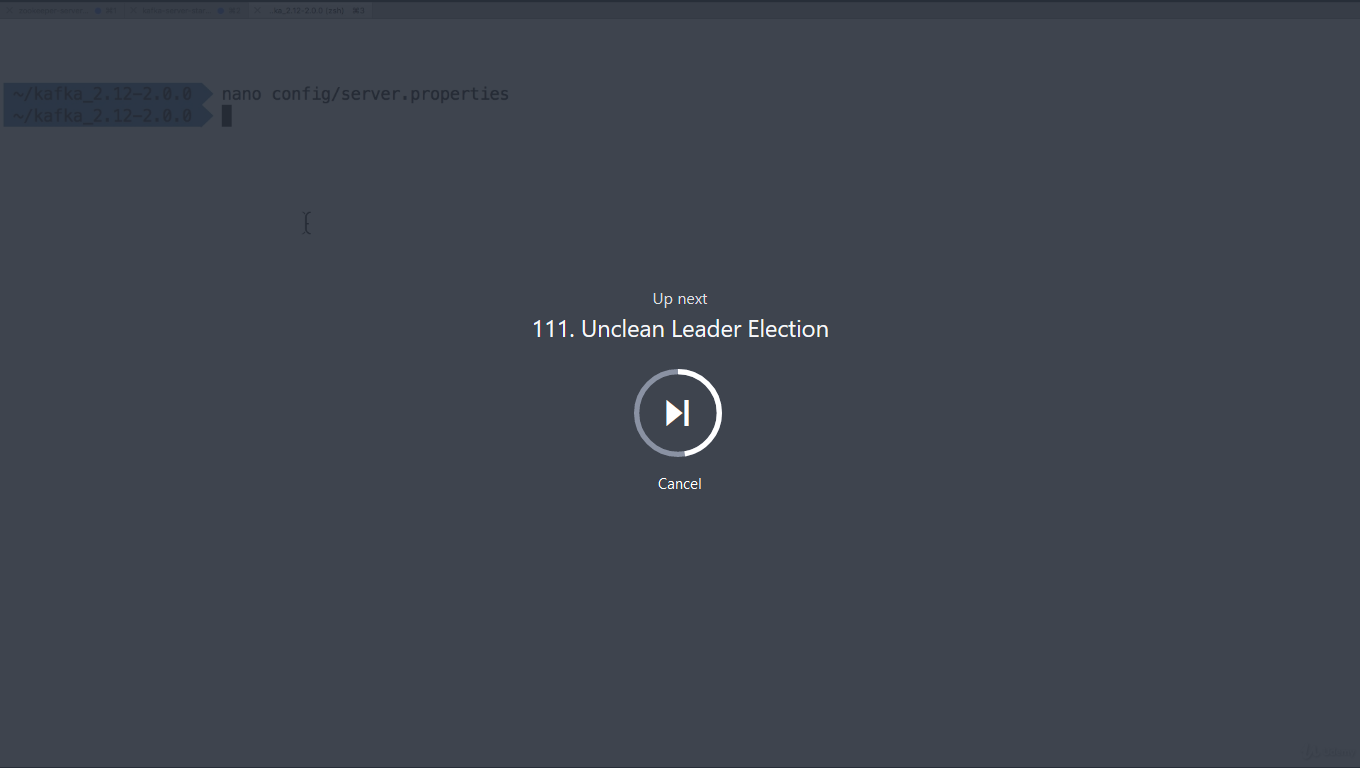 ~/kafka_2.12-2.0.0 nano config/server.properties
~/kafka_2.12-2.0.0
Up next
111. Unclean Leader Election
Cancel